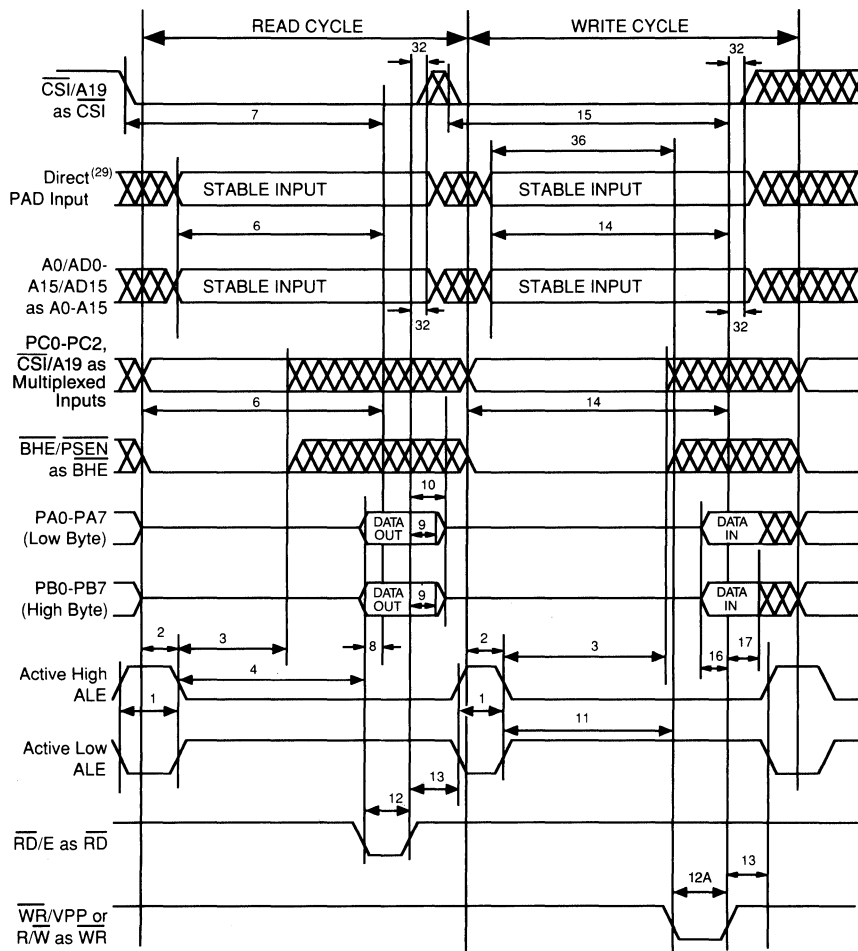 READ CYCLE WRITE CYCLE
32 32
CSI/A19
as CSI
7 15
36
Direct(29)
PAD Input
STABLE INPUT STABLE INPUT
6 14
A0/AD0-
A15/AD15
as A0-A15
STABLE INPUT STABLE INPUT
32 32
PC0-PC2,
CSI/A19 as
Multiplexed
Inputs
6 14
BHE/PSEN
as BHE
10
PA0-PA7
(Low Byte)
DATA
OUT
9
DATA
IN
PB0-PB7
(High Byte)
DATA
OUT
9
DATA
IN
2 3 8 2 3 16 17
4
Active High
ALE
1 1
11
Active Low
ALE
12 13
RD/E as RD
12A 13
WR/VPP or
R/W as WR